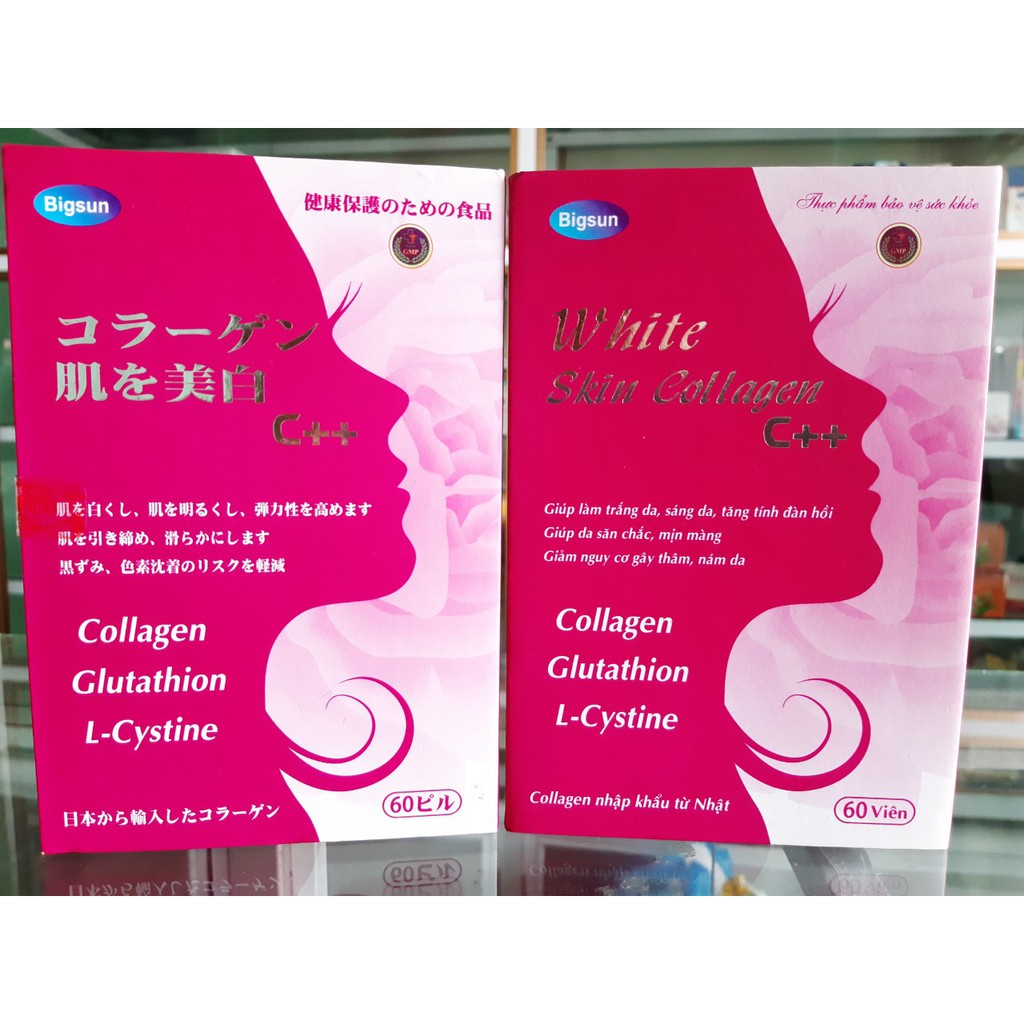 Bigsun
健康保護のための食品
GMP
コラーゲン
肌を美白
C++
肌を白くし、肌を明るくし、弾力性を高めます
肌を引き締め、滑らかにします
黒ずみ、色素沈着のリスクを軽減
Collagen
Glutathion
L-Cystine
60ピル
日本から輸入したコラーゲン
Bigsun
Thực phẩm bảo vệ sức khỏe
GMP
White
Skin Collagen
C++
Giúp làm trắng da, sáng da, tăng tính đàn hồi
Giúp da săn chắc, mịn màng
Giảm nguy cơ gây thâm, nám da
Collagen
Glutathion
L-Cystine
Collagen nhập khẩu từ Nhật
60 Viên